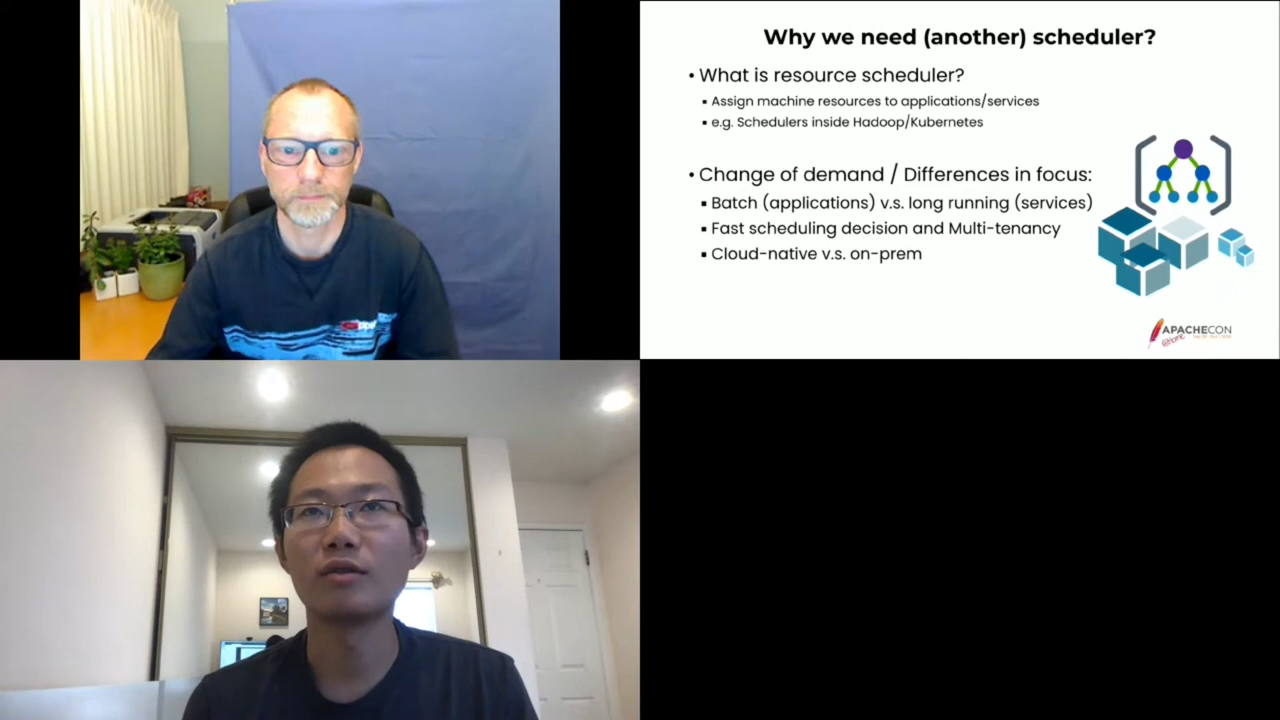 Why we need (another) scheduler?
• What is resource scheduler?
▪ Assign machine resources to applications/services
▪ e.g. Schedulers inside Hadoop/Kubernetes
• Change of demand / Differences in focus:
▪ Batch (applications) v.s. long running (services)
▪ Fast scheduling decision and Multi-tenancy
▪ Cloud-native v.s. on-prem
APACHECON
@Home